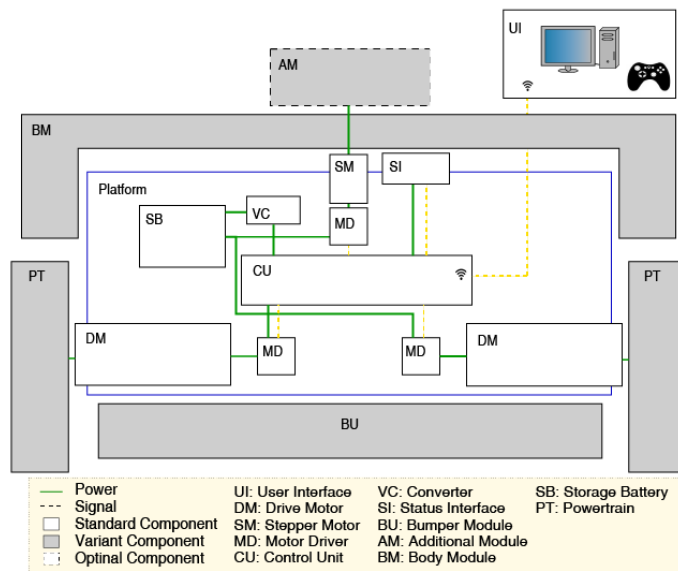 UI
AM
BM
SM
SI
Platform
SB
VC
MD
CU
PT
PT
DM
MD
MD
DM
BU
Power
Signal
Standard Component
Variant Component
Optinal Component
UI: User Interface
DM: Drive Motor
SM: Stepper Motor
MD: Motor Driver
CU: Control Unit
VC: Converter
SI: Status Interface
BU: Bumper Module
AM: Additional Module
BM: Body Module
SB: Storage Battery
PT: Powertrain